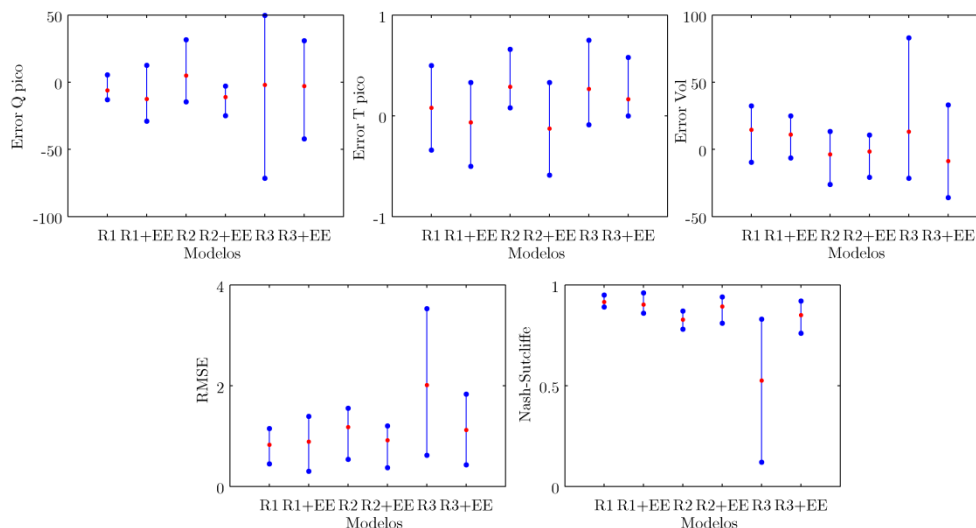 50
0
-50
-100
Error Q pico
R1 R1+EE R2 R2+EE R3 R3+EE
Modelos
1
0
-1
Error T pico
R1 R1+EE R2 R2+EE R3 R3+EE
Modelos
100
50
0
-50
Error Vol
R1 R1+EE R2 R2+EE R3 R3+EE
Modelos
4
2
0
RMSE
R1 R1+EE R2 R2+EE R3 R3+EE
Modelos
1
0.5
0
Nash-Sutcliffe
R1 R1+EE R2 R2+EE R3 R3+EE
Modelos